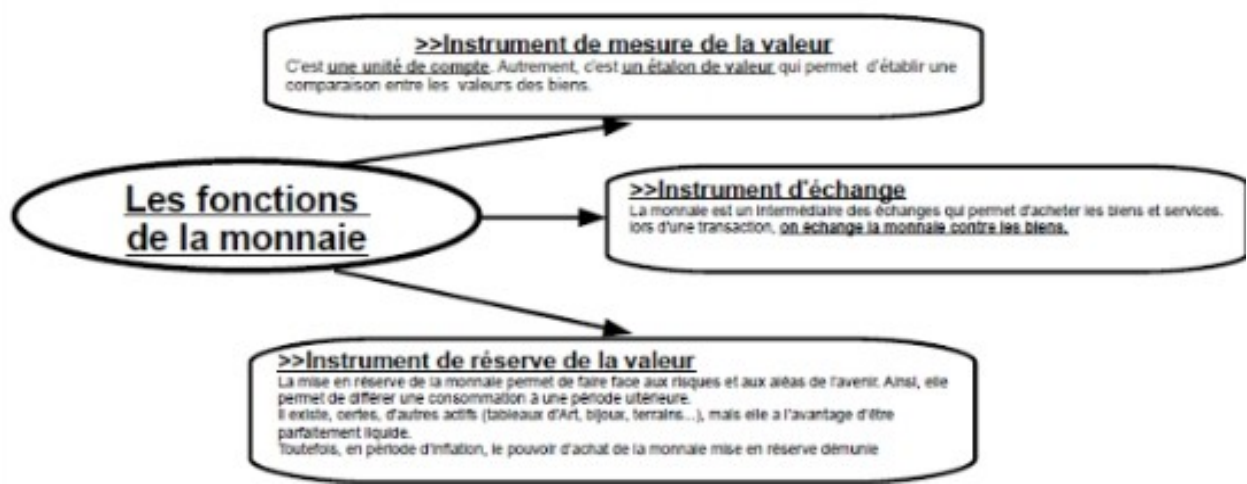 >>Instrument de mesure de la valeur
C'est une unité de compte. Autrement, c'est un étalon de valeur qui permet d'établir une
comparaison entre les valeurs des biens.
Les fonctions
de la monnaie
>>Instrument d'échange
La monnaie est un intermédiaire des échanges qui permet d'acheter les biens et services.
lors d'une transaction, on échange la monnaie contre les biens.
>>Instrument de réserve de la valeur
La mise en réserve de la monnaie permet de faire face aux risques et aux aléas de l'avenir. Ainsi, elle
permet de différer une consommation à une période ultérieure.
Il existe, certes, d'autres actifs (tableaux d'Art, bijoux, terrains...), mais elle a l'avantage d'être
parfaitement liquide.
Toutefois, en période d'inflation, le pouvoir d'achat de la monnaie mise en réserve démunie